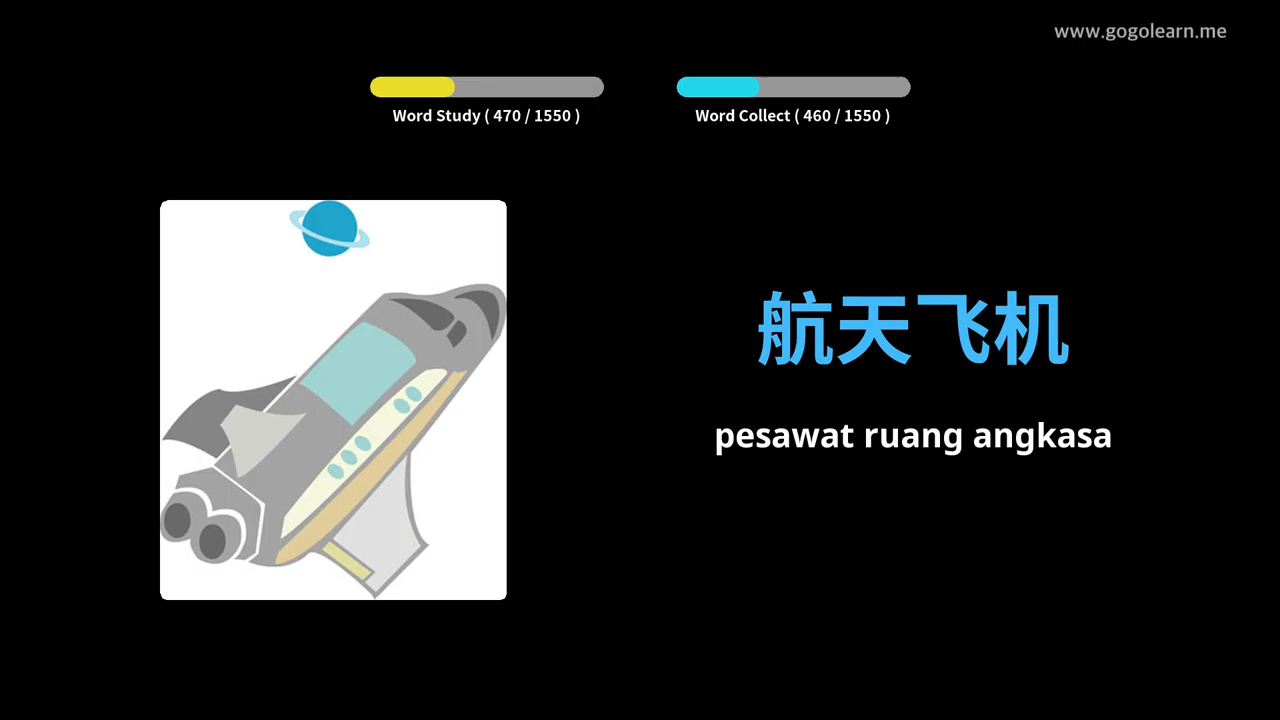 www.gogolearn.me
Word Study ( 470 / 1550 )
Word Collect ( 460 / 1550 )
航天飞机
pesawat ruang angkasa